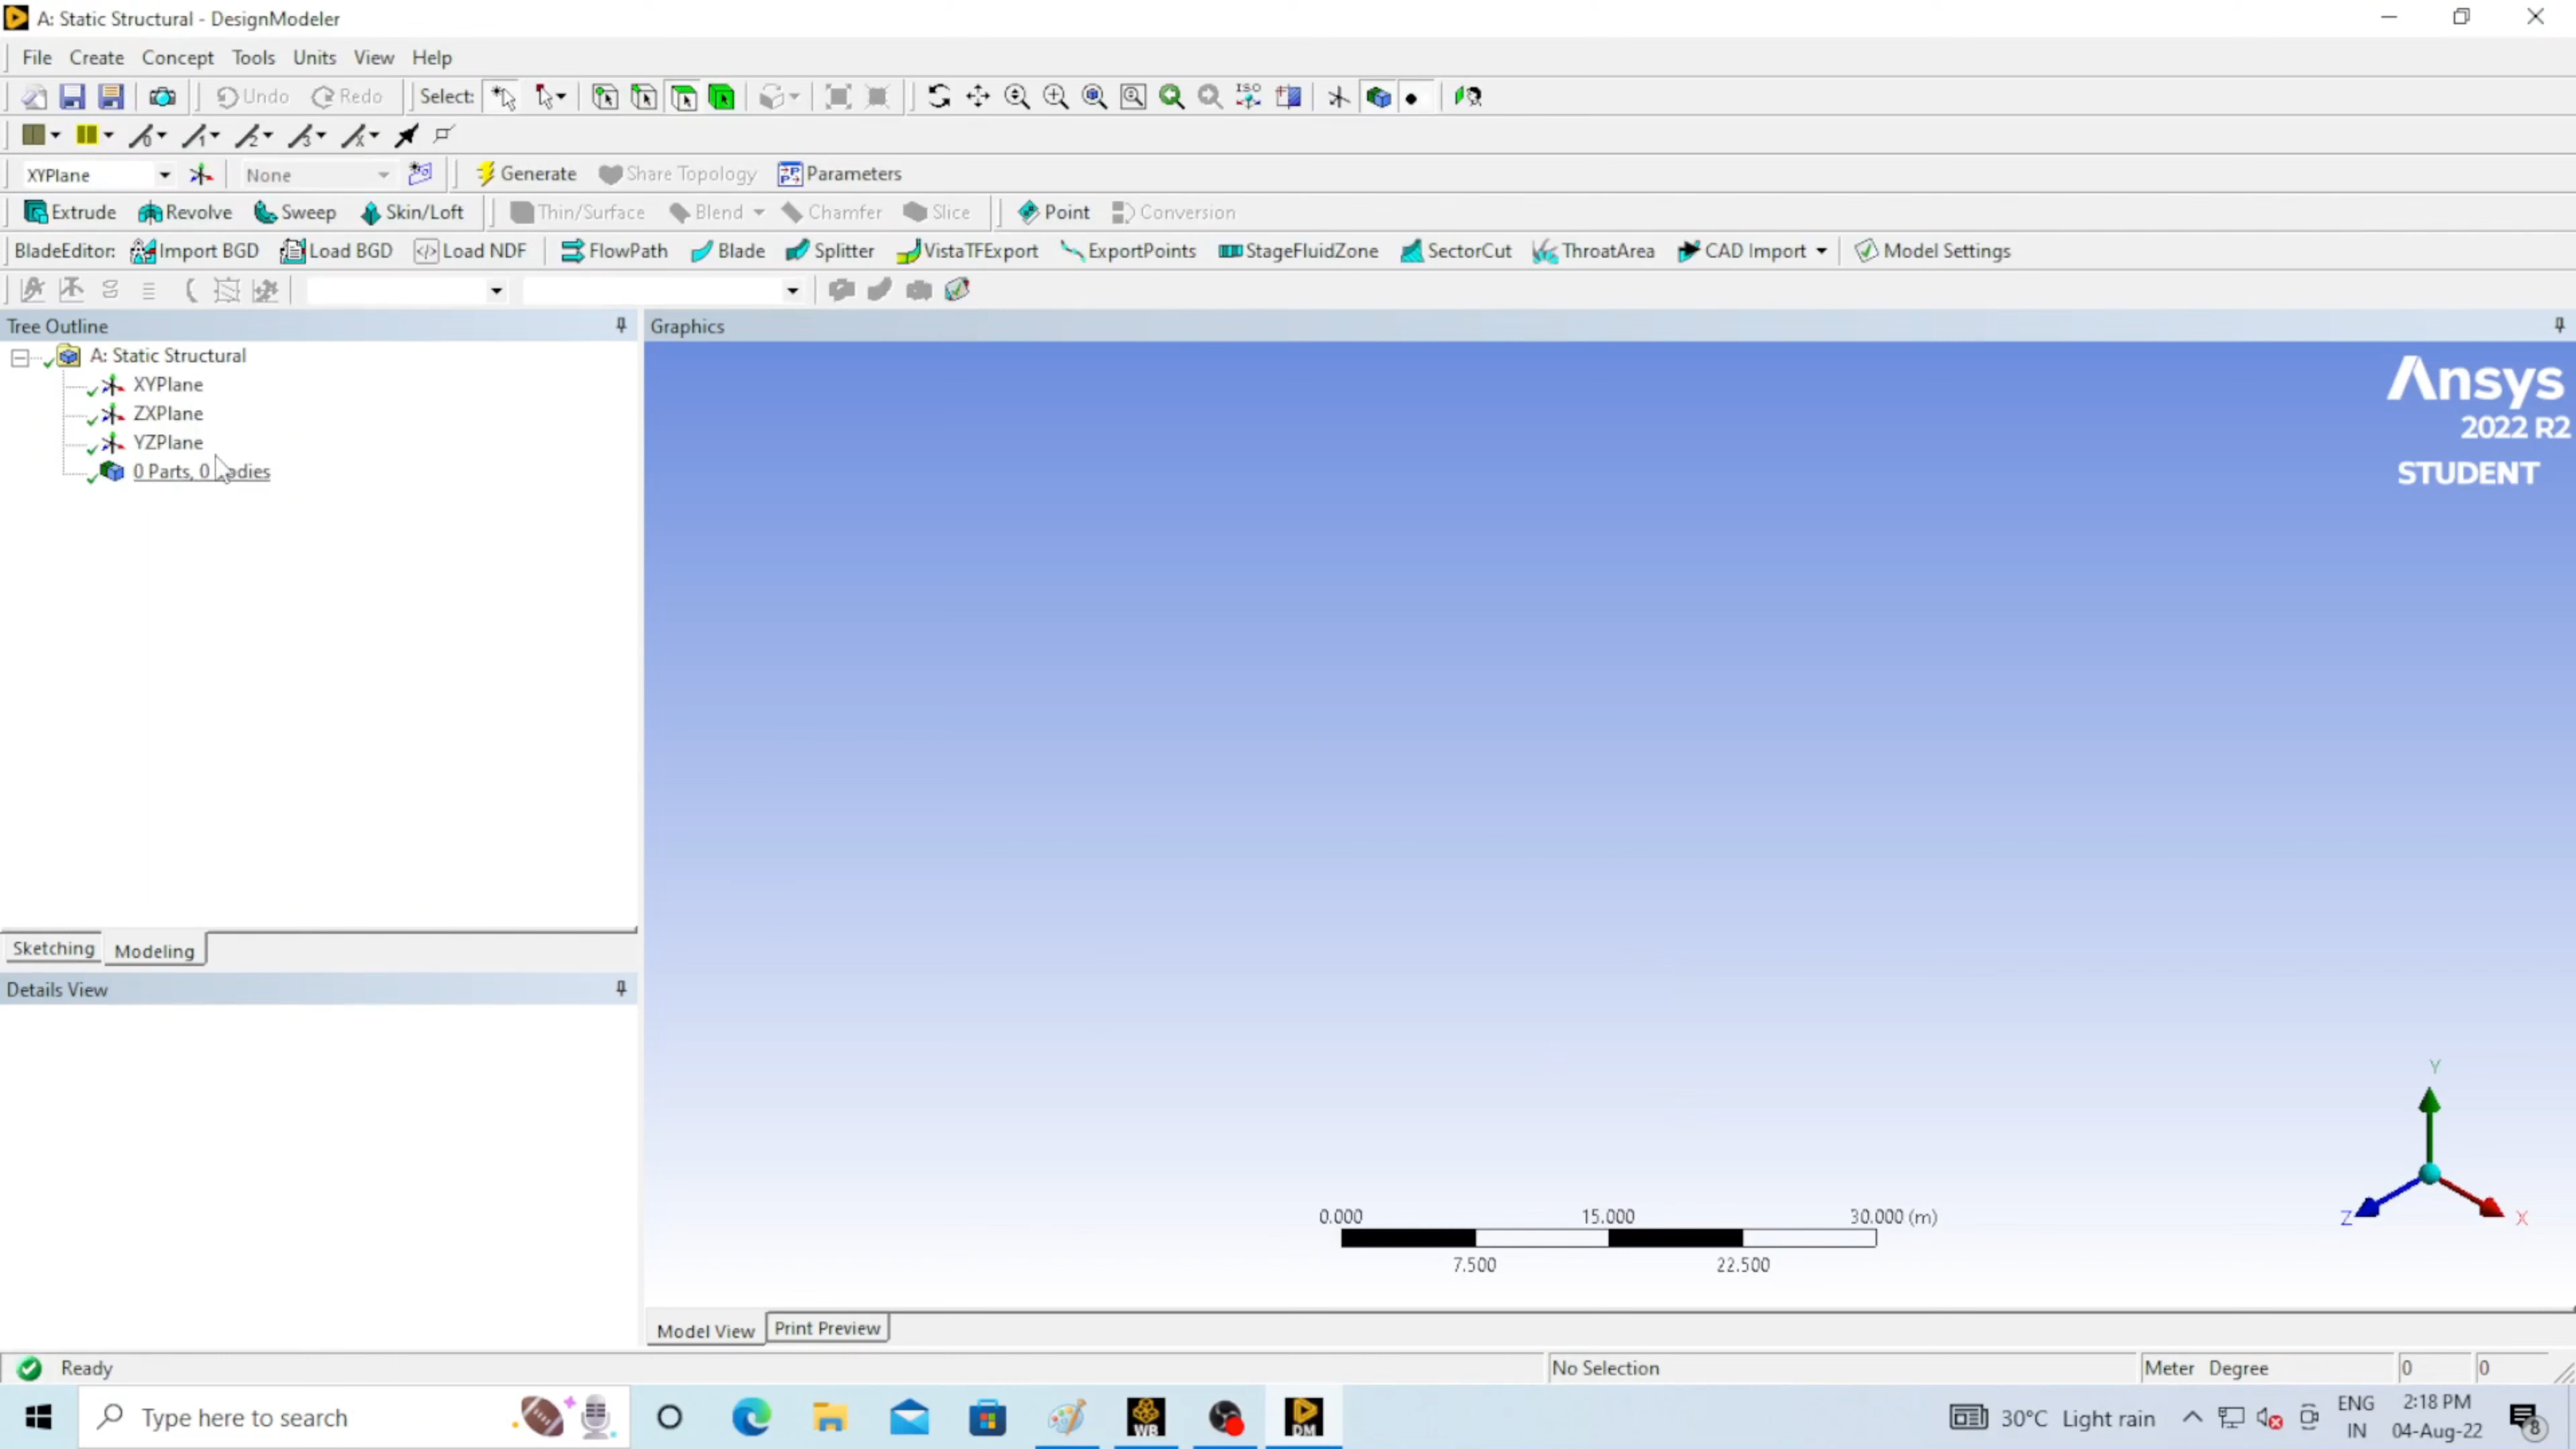 A: Static Structural - DesignModeler
File Create Concept Tools Units View Help
Undo Redo Select: ISO
XYPlane None Generate Share Topology Parameters
Extrude Revolve Sweep Skin/Loft Thin/Surface Blend Chamfer Slice Point Conversion
BladeEditor: Import BGD Load BGD Load NDF FlowPath Blade Splitter VistaTFExport ExportPoints StageFluidZone SectorCut ThroatArea CAD Import Model Settings
Tree Outline
Graphics
A: Static Structural
XYPlane
ZXPlane
YZPlane
0 Parts, 0
Ansys
2022 R2
STUDENT
Sketching Modeling
Details View
Y
Z
X
0.000 15.000 30.000 (m)
7.500 22.500
Model View Print Preview
Ready No Selection Meter Degree 0 0
Type here to search
WB
DM
30°C Light rain
ENG
IN
2:18 PM
04-Aug-22
8